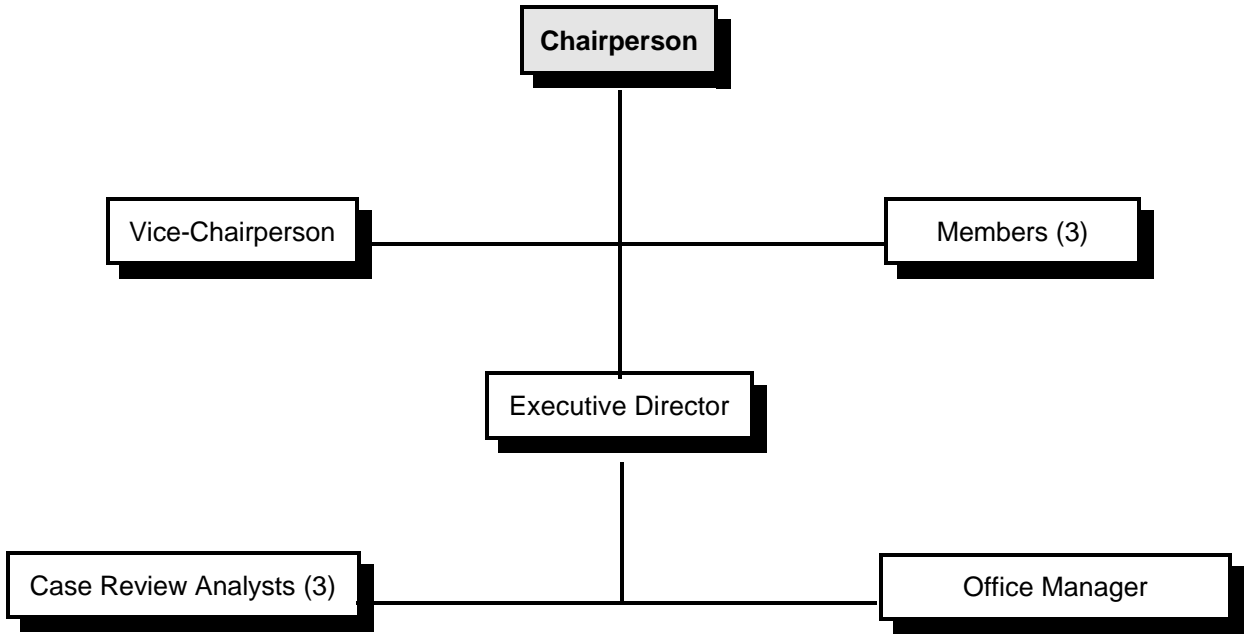 Chairperson
Vice-Chairperson
Members (3)
Executive Director
Case Review Analysts (3)
Office Manager